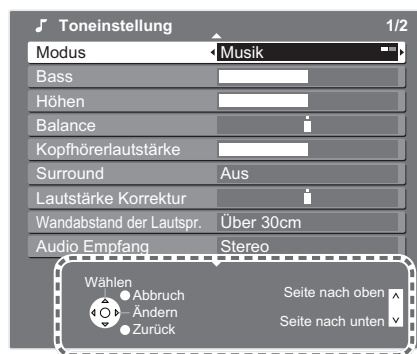 Toneinstellung 1/2
Modus Musik
Bass
Höhen
Balance
Kopfhörerlautstärke
Surround Aus
Lautstärke Korrektur
Wandabstand der Lautspr. Über 30cm
Audio Empfang Stereo
Wählen
Abbruch
Ändern
Zurück
Seite nach oben
Seite nach unten